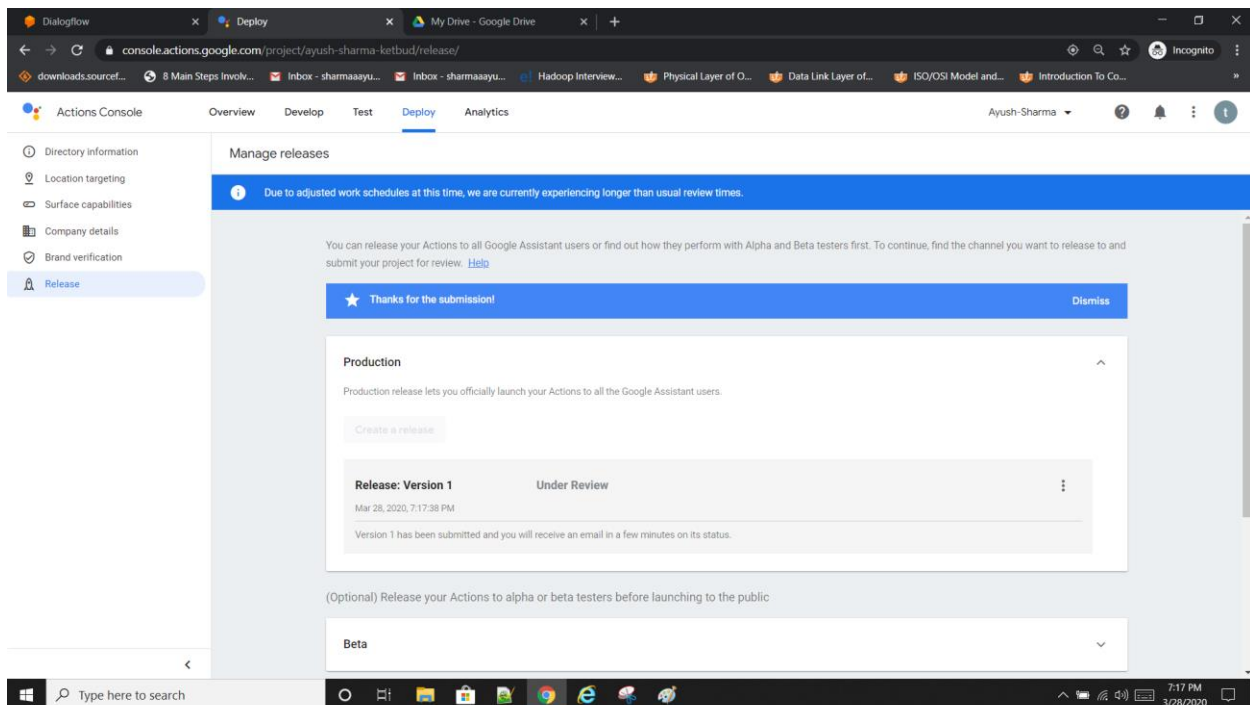 Dialogflow
Deploy
My Drive - Google Drive
console.actions.google.com/project/ayush-sharma-ketbud/release/
Incognito
downloads.sourcef...
8 Main Steps Involv...
Inbox - sharmaaayu...
Inbox - sharmaaayu...
Hadoop Interview...
Physical Layer of O...
Data Link Layer of...
ISO/OSI Model and...
Introduction To Co...
»
Actions Console
Overview
Develop
Test
Deploy
Analytics
Ayush-Sharma
t
Directory information
Location targeting
Surface capabilities
Company details
Brand verification
Release
Manage releases
Due to adjusted work schedules at this time, we are currently experiencing longer than usual review times.
You can release your Actions to all Google Assistant users or find out how they perform with Alpha and Beta testers first. To continue, find the channel you want to release to and
submit your project for review. Help
Thanks for the submission!
Dismiss
Production
Production release lets you officially launch your Actions to all the Google Assistant users.
Create a release
Release: Version 1
Under Review
Mar 28, 2020, 7:17:38 PM
Version 1 has been submitted and you will receive an email in a few minutes on its status.
(Optional) Release your Actions to alpha or beta testers before launching to the public
Beta
Type here to search
7:17 PM
3/28/2020